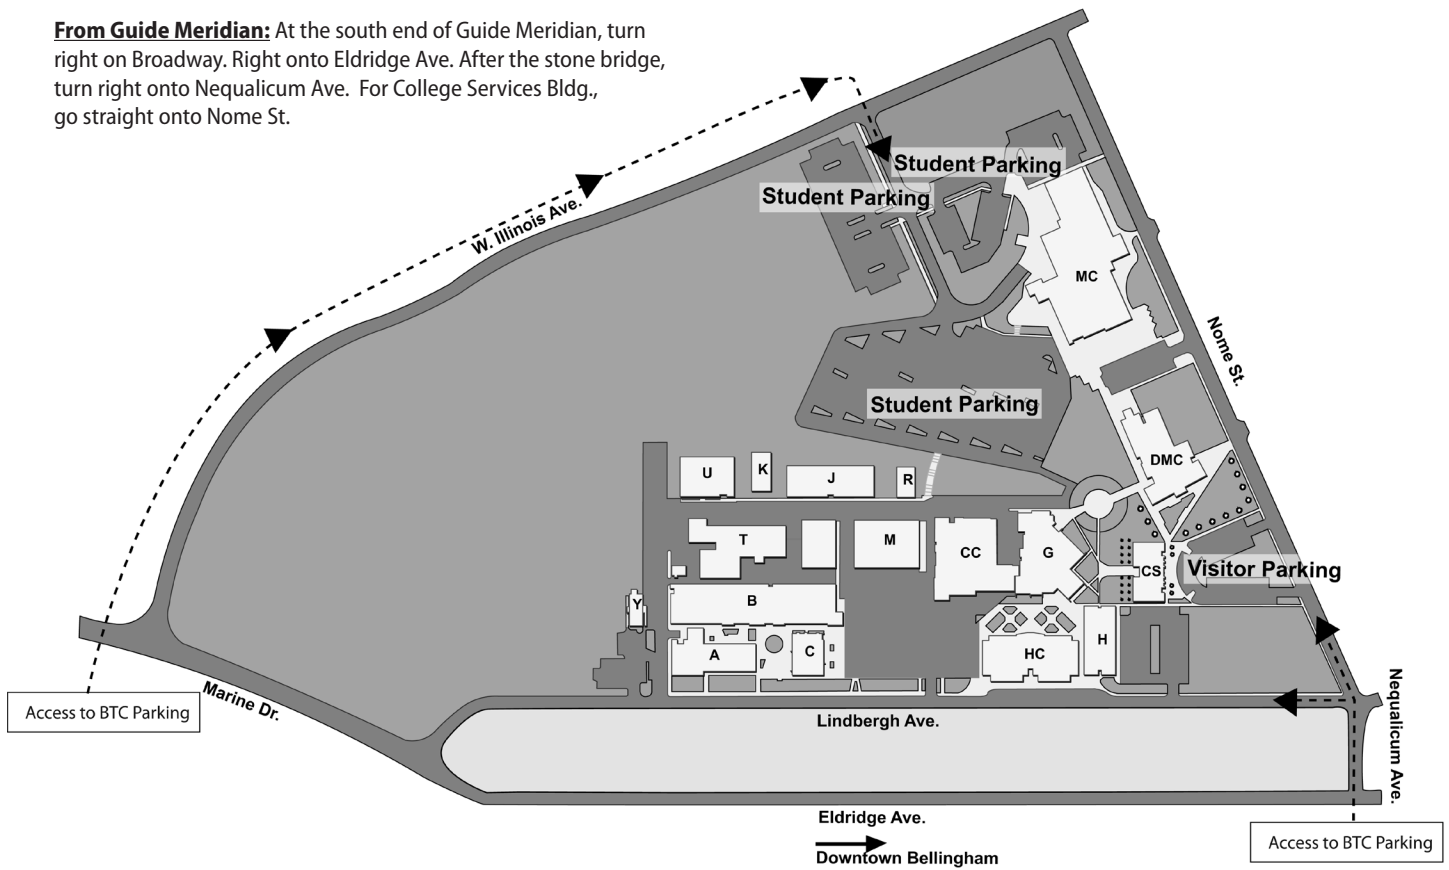 From Guide Meridian: At the south end of Guide Meridian, turn
right on Broadway. Right onto Eldridge Ave. After the stone bridge,
turn right onto Nequalicum Ave.  For College Services Bldg.,
go straight onto Nome St.
Student Parking
Student Parking
W. Illinois Ave.
MC
Nome St.
Student Parking
DMC
U
K
J
R
T
M
CC
G
CS
Visitor Parking
Y
B
A
C
HC
H
Access to BTC Parking
Marine Dr.
Lindbergh Ave.
Nequalicum Ave.
Eldridge Ave.
Downtown Bellingham
Access to BTC Parking